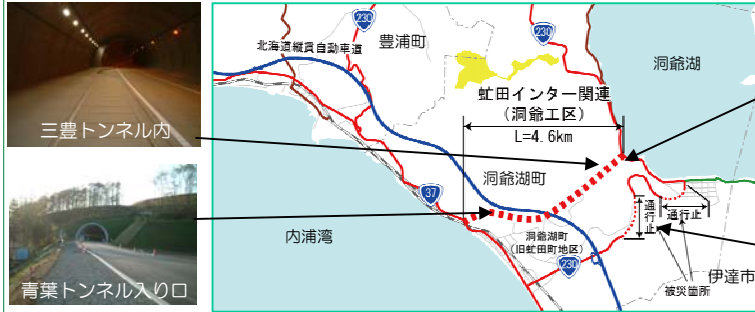 三豊トンネル内
青葉トンネル入り口
230
230
北海道縦貫自動車道
豊浦町
洞爺湖
虻田インター関連
(洞爺工区)
L=4.6km
洞爺湖町
37
内浦湾
洞爺湖町
(旧虻田町地区)
230
通行止
通行止
被災箇所
伊達市